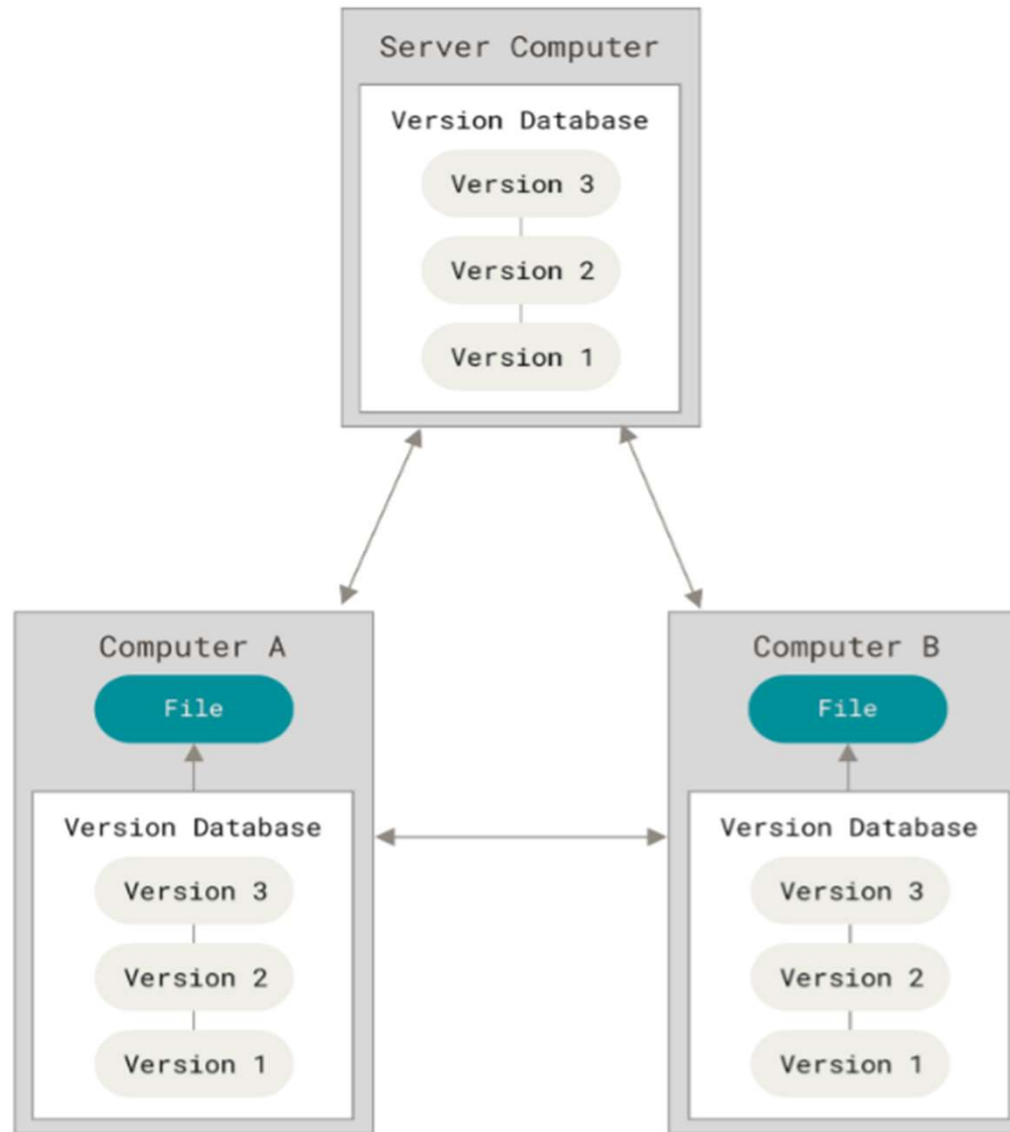 Server Computer
Version Database
Version 3
Version 2
Version 1
Computer A
File
Version Database
Version 3
Version 2
Version 1
Computer B
File
Version Database
Version 3
Version 2
Version 1